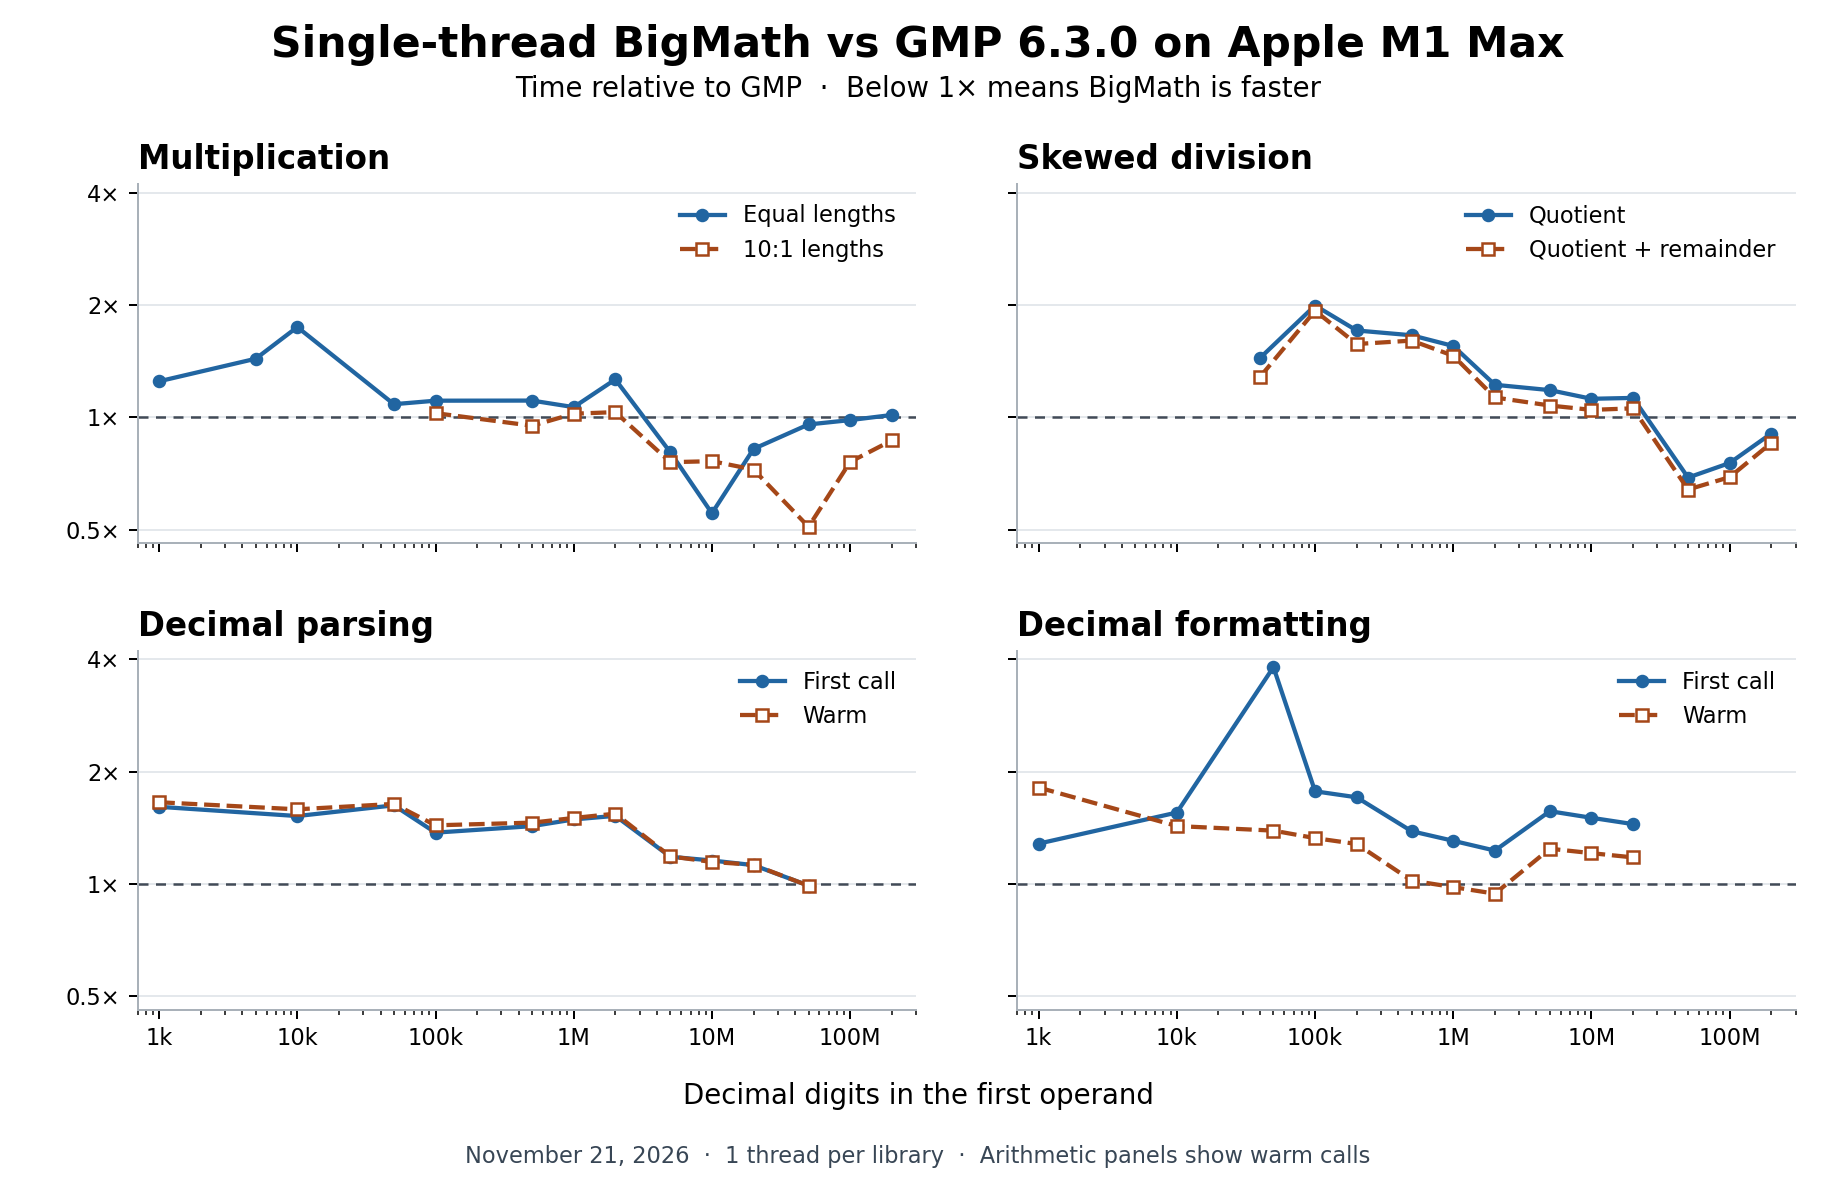 Single-thread BigMath vs GMP 6.3.0 on Apple M1 Max
Time relative to GMP · Below 1× means BigMath is faster
Multiplication
4×
2×
1×
0.5×
Equal lengths
10:1 lengths
Skewed division
Quotient
Quotient + remainder
Decimal parsing
4×
2×
1×
0.5×
First call
Warm
1k 10k 100k 1M 10M 100M
Decimal formatting
First call
Warm
1k 10k 100k 1M 10M 100M
Decimal digits in the first operand
November 21, 2026 · 1 thread per library · Arithmetic panels show warm calls